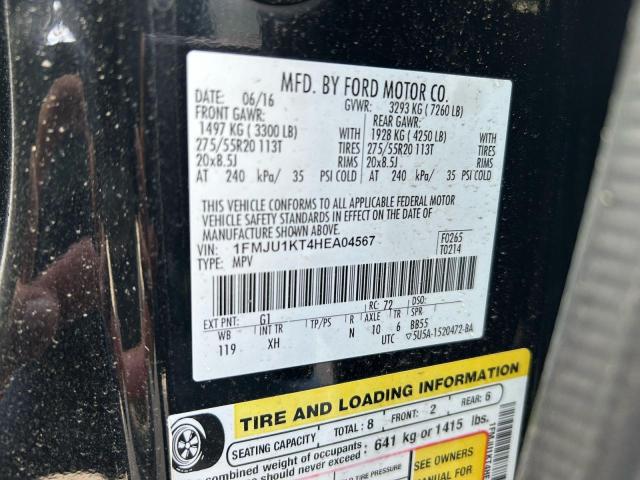 MFD. BY FORD MOTOR CO.
DATE: 06/16 GVWR: 3293 KG ( 7260 LB)
FRONT GAWR: REAR GAWR:
1497 KG ( 3300 LB) WITH 1928 KG ( 4250 LB) WITH
275/55R20 113T TIRES 275/55R20 113T TIRES
20x8.5J RIMS 20x8.5J RIMS
AT 240 kPa/ 35 PSI COLD AT 240 kPa/ 35 PSI COLD
THIS VEHICLE CONFORMS TO ALL APPLICABLE FEDERAL MOTOR
VEHICLE SAFETY STANDARDS IN EFFECT ON THE DATE OF
MANUFACTURE SHOWN ABOVE.
VIN: 1FMJU1KT4HEA04567 F0265
TYPE: MPV T0214
EXT PNT: G1 RC: 72 DSO:
WB INT TR TP/PS R AXLE TR SPR
119 XH N 10 6 BB55
UTC ▽5U5A-1520472-BA
TIRE AND LOADING INFORMATION
SEATING CAPACITY TOTAL: 8 FRONT: 2 REAR: 6
combined weight of occupants
should never exceed: 641 kg or 1415 lbs.
TIRE PRESSURE
SEE OWNERS
MANUAL FOR